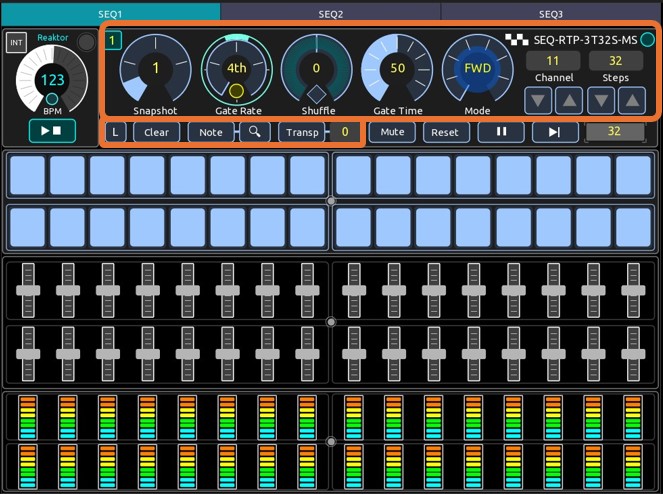 SEQ1 SEQ2 SEQ3
INT Reaktor 1 SEQ-RTP-3T32S-MS
123 1 4th 0 50 FWD 11 32
Channel Steps
BPM Snapshot Gate Rate Shuffle Gate Time Mode
L Clear Note Transp 0 Mute Reset 32